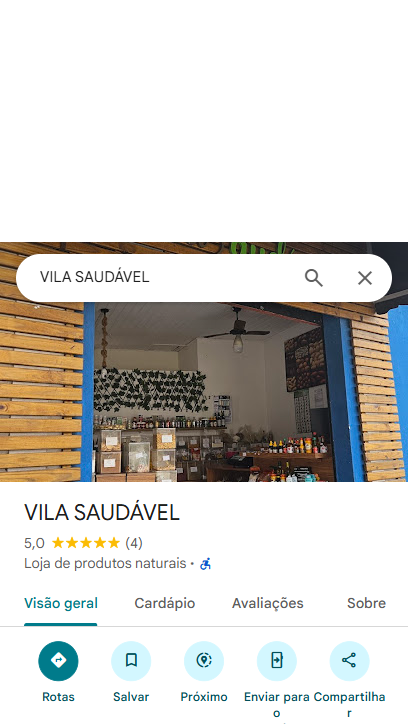 VILA SAUDÁVEL
VILA SAUDÁVEL
5,0 (4)
Loja de produtos naturais ·
Visão geral Cardápio Avaliações Sobre
Rotas Salvar Próximo Enviar para o Compartilhar